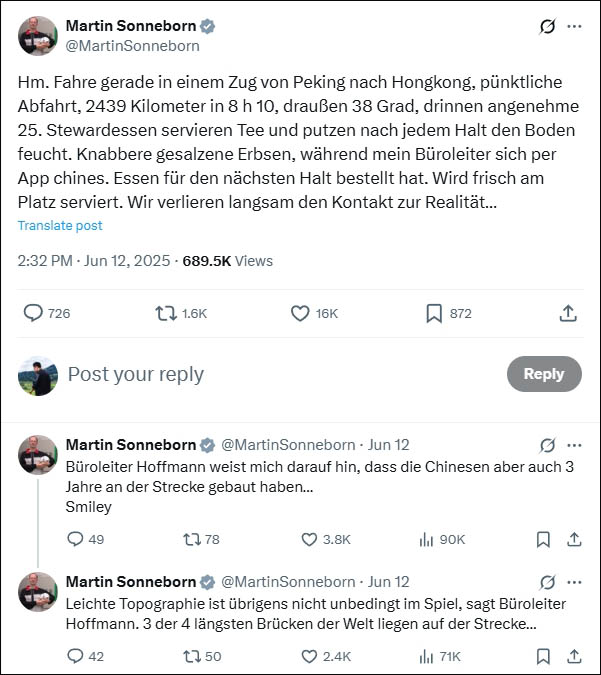 Martin Sonneborn
@MartinSonneborn
Hm. Fahre gerade in einem Zug von Peking nach Hongkong, pünktliche
Abfahrt, 2439 Kilometer in 8 h 10, draußen 38 Grad, drinnen angenehme
25. Stewardessen servieren Tee und putzen nach jedem Halt den Boden
feucht. Knabbere gesalzene Erbsen, während mein Büroleiter sich per
App chines. Essen für den nächsten Halt bestellt hat. Wird frisch am
Platz serviert. Wir verlieren langsam den Kontakt zur Realität...
Translate post
2:32 PM · Jun 12, 2025 · 689.5K Views
726 1.6K 16K 872
Post your reply Reply
Martin Sonneborn @MartinSonneborn · Jun 12
Büroleiter Hoffmann weist mich darauf hin, dass die Chinesen aber auch 3
Jahre an der Strecke gebaut haben...
Smiley
49 78 3.8K 90K
Martin Sonneborn @MartinSonneborn · Jun 12
Leichte Topographie ist übrigens nicht unbedingt im Spiel, sagt Büroleiter
Hoffmann. 3 der 4 längsten Brücken der Welt liegen auf der Strecke...
42 50 2.4K 71K